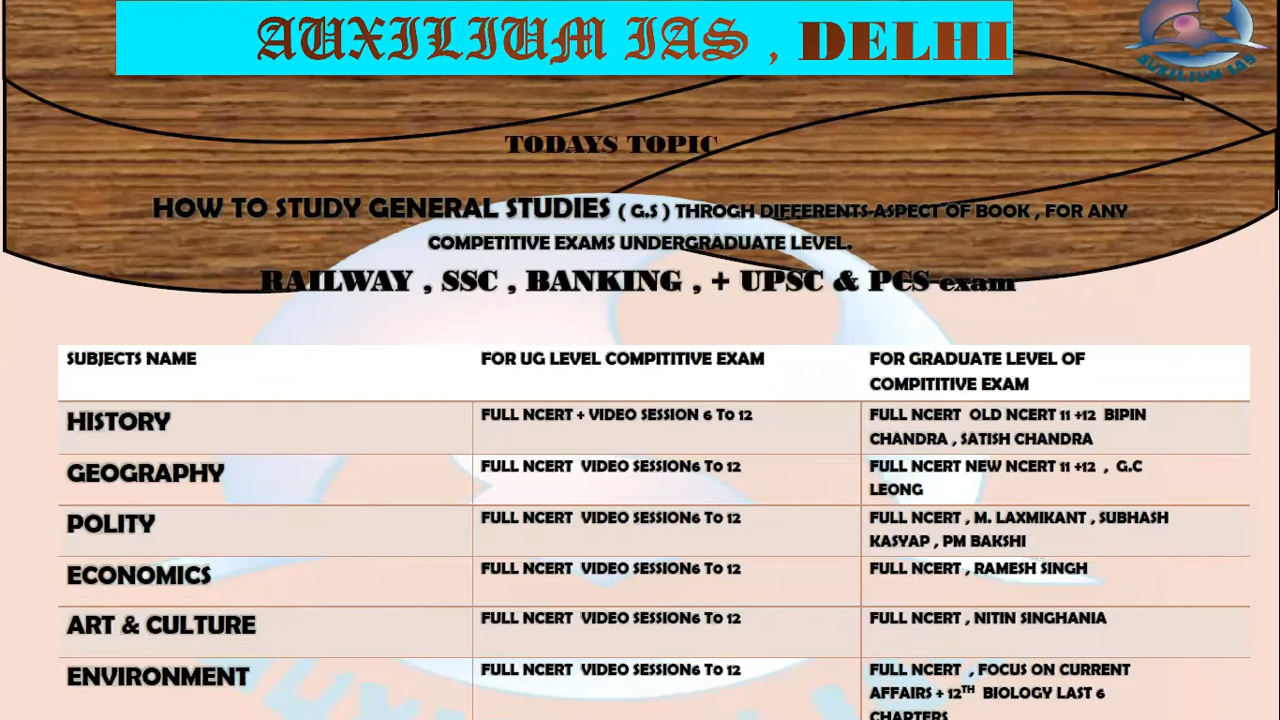 AUXILIUM IAS , DELHI
AUXILIUM IAS
TODAYS TOPIC
HOW TO STUDY GENERAL STUDIES ( G.S ) THROGH DIFFERENTS-ASPECT OF BOOK , FOR ANY
COMPETITIVE EXAMS UNDERGRADUATE LEVEL.
RAILWAY , SSC , BANKING , + UPSC & PCS exam
SUBJECTS NAME
FOR UG LEVEL COMPITITIVE EXAM
FOR GRADUATE LEVEL OF
COMPITITIVE EXAM
HISTORY
FULL NCERT + VIDEO SESSION 6 To 12
FULL NCERT OLD NCERT 11 +12 BIPIN
CHANDRA , SATISH CHANDRA
GEOGRAPHY
FULL NCERT VIDEO SESSION6 To 12
FULL NCERT NEW NCERT 11 +12 , G.C
LEONG
POLITY
FULL NCERT VIDEO SESSION6 To 12
FULL NCERT , M. LAXMIKANT , SUBHASH
KASYAP , PM BAKSHI
ECONOMICS
FULL NCERT VIDEO SESSION6 To 12
FULL NCERT , RAMESH SINGH
ART & CULTURE
FULL NCERT VIDEO SESSION6 To 12
FULL NCERT , NITIN SINGHANIA
ENVIRONMENT
FULL NCERT VIDEO SESSION6 To 12
FULL NCERT , FOCUS ON CURRENT
AFFAIRS + 12TH BIOLOGY LAST 6
CHAPTERS